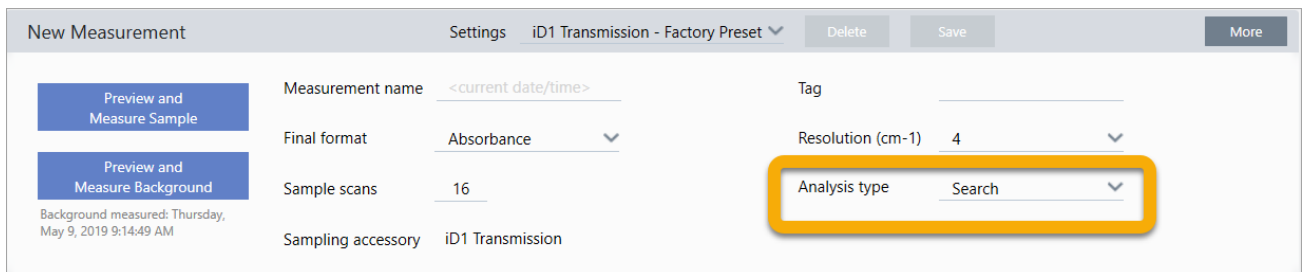 New Measurement Settings iD1 Transmission - Factory Preset Delete Save More
Preview and
Measure Sample
Preview and
Measure Background
Background measured: Thursday,
May 9, 2019 9:14:49 AM
Measurement name <current date/time>
Final format Absorbance
Sample scans 16
Sampling accessory iD1 Transmission
Tag
Resolution (cm-1) 4
Analysis type Search